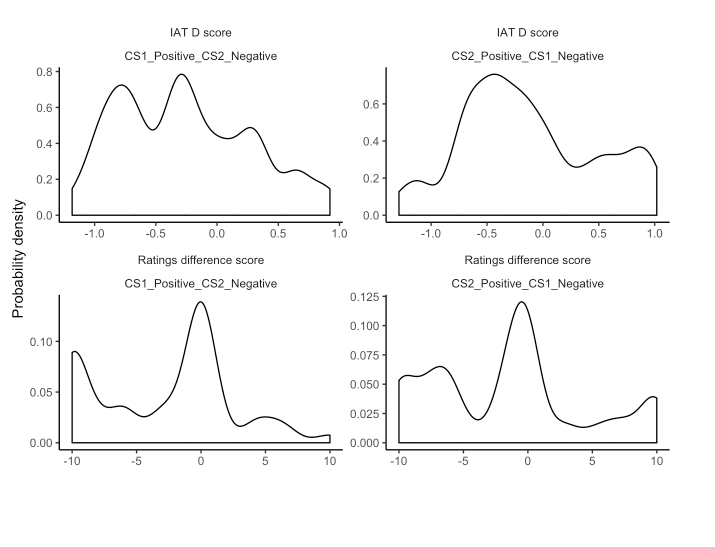 IAT D score
CS1_Positive_CS2_Negative
0.8
0.6
0.4
0.2
0.0
-1.0 -0.5 0.0 0.5 1.0
IAT D score
CS2_Positive_CS1_Negative
0.6
0.4
0.2
0.0
-1.0 -0.5 0.0 0.5 1.0
Probability density
Ratings difference score
CS1_Positive_CS2_Negative
0.10
0.05
0.00
-10 -5 0 5 10
Ratings difference score
CS2_Positive_CS1_Negative
0.125
0.100
0.075
0.050
0.025
0.000
-10 -5 0 5 10